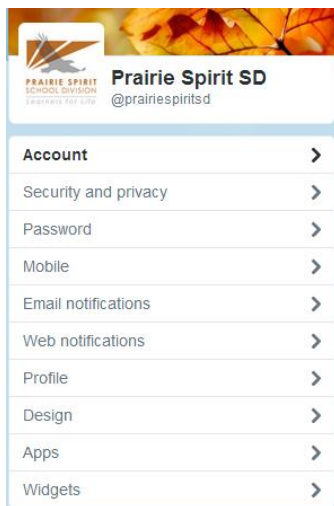 PRAIRIE SPIRIT
SCHOOL DIVISION
Learners for Life
Prairie Spirit SD
@prairiespiritsd
Account
Security and privacy
Password
Mobile
Email notifications
Web notifications
Profile
Design
Apps
Widgets